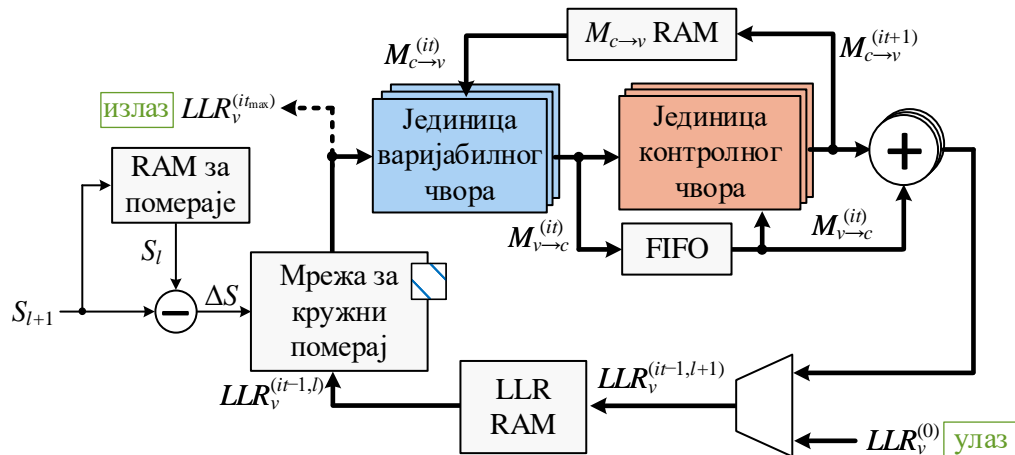 M_{c→v}^{(it)}
M_{c→v} RAM
M_{c→v}^{(it+1)}
излаз LLR_v^{(it_{max})}
Јединица
варијабилног
чвора
Јединица
контролног
чвора
+
RAM за
помераје
M_{v→c}^{(it)}
FIFO
M_{v→c}^{(it)}
S_l
S_{l+1}
−
ΔS
Мрежа за
кружни
померај
LLR_v^{(it−1,l)}
LLR
RAM
LLR_v^{(it−1,l+1)}
LLR_v^{(0)} улаз